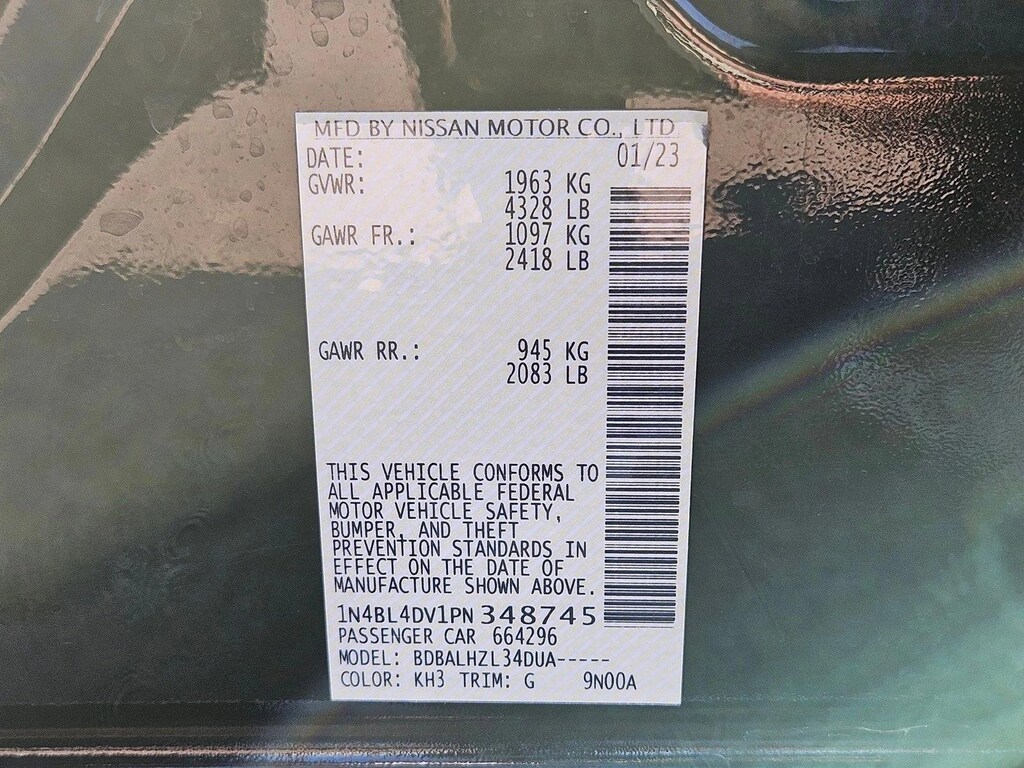 MFD BY NISSAN MOTOR CO., LTD
DATE: 01/23
GVWR: 1963 KG
4328 LB
GAWR FR.: 1097 KG
2418 LB
GAWR RR.: 945 KG
2083 LB
THIS VEHICLE CONFORMS TO
ALL APPLICABLE FEDERAL
MOTOR VEHICLE SAFETY,
BUMPER, AND THEFT
PREVENTION STANDARDS IN
EFFECT ON THE DATE OF
MANUFACTURE SHOWN ABOVE.
1N4BL4DV1PN 348745
PASSENGER CAR 664296
MODEL: BDBALHZL34DUA-----
COLOR: KH3 TRIM: G 9N00A